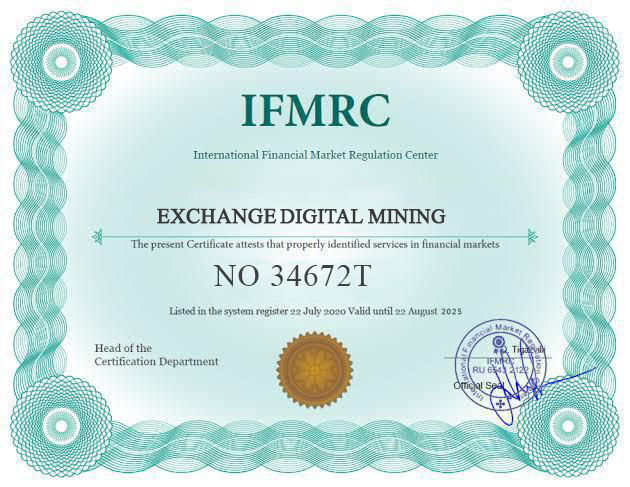 IFMRC
International Financial Market Regulation Center
EXCHANGE DIGITAL MINING
The present Certificate attests that properly identified services in financial markets
NO 34672T
Listed in the system register 22 July 2020 Valid until 22 August 2025
Head of the
Certification Department
International Financial Market Regulation
IFMRC
RU 6543 2122
Official Seal